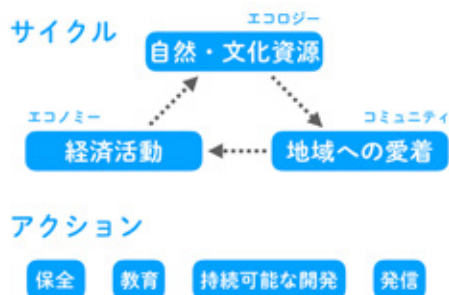 サイクル
エコロジー
自然・文化資源
エコノミー
経済活動
コミュニティ
地域への愛着
アクション
保全
教育
持続可能な開発
発信